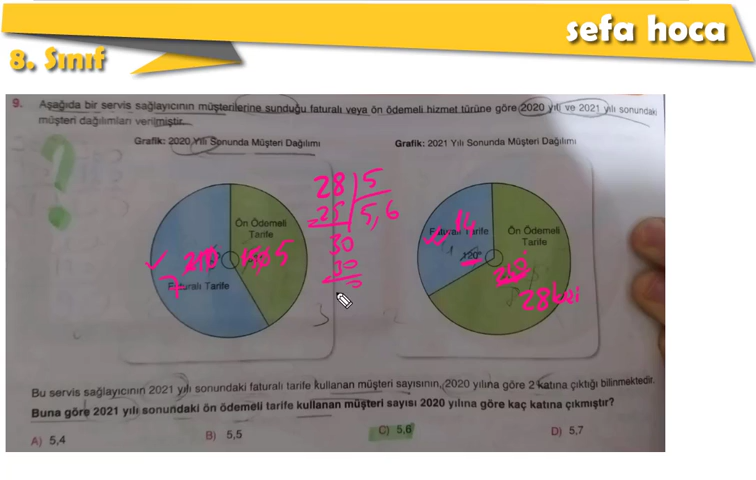 sefa hoca
8. Sınıf
9. Aşağıda bir servis sağlayıcının müşterilerine sunduğu faturalı veya ön ödemeli hizmet türüne göre 2020 yılı ve 2021 yılı sonundaki
müşteri dağılımları verilmiştir.
Grafik: 2020 Yılı Sonunda Müşteri Dağılımı
Grafik: 2021 Yılı Sonunda Müşteri Dağılımı
Ön Ödemeli
Tarife
5
7
Faturalı Tarife
28 5
25 5,6
30
30
Faturalı Tarife
14
120°
Ön Ödemeli
Tarife
28
Bu servis sağlayıcının 2021 yılı sonundaki faturalı tarife kullanan müşteri sayısının, 2020 yılına göre 2 katına çıktığı bilinmektedir.
Buna göre 2021 yılı sonundaki ön ödemeli tarife kullanan müşteri sayısı 2020 yılına göre kaç katına çıkmıştır?
A) 5,4 B) 5,5 C) 5,6 D) 5,7